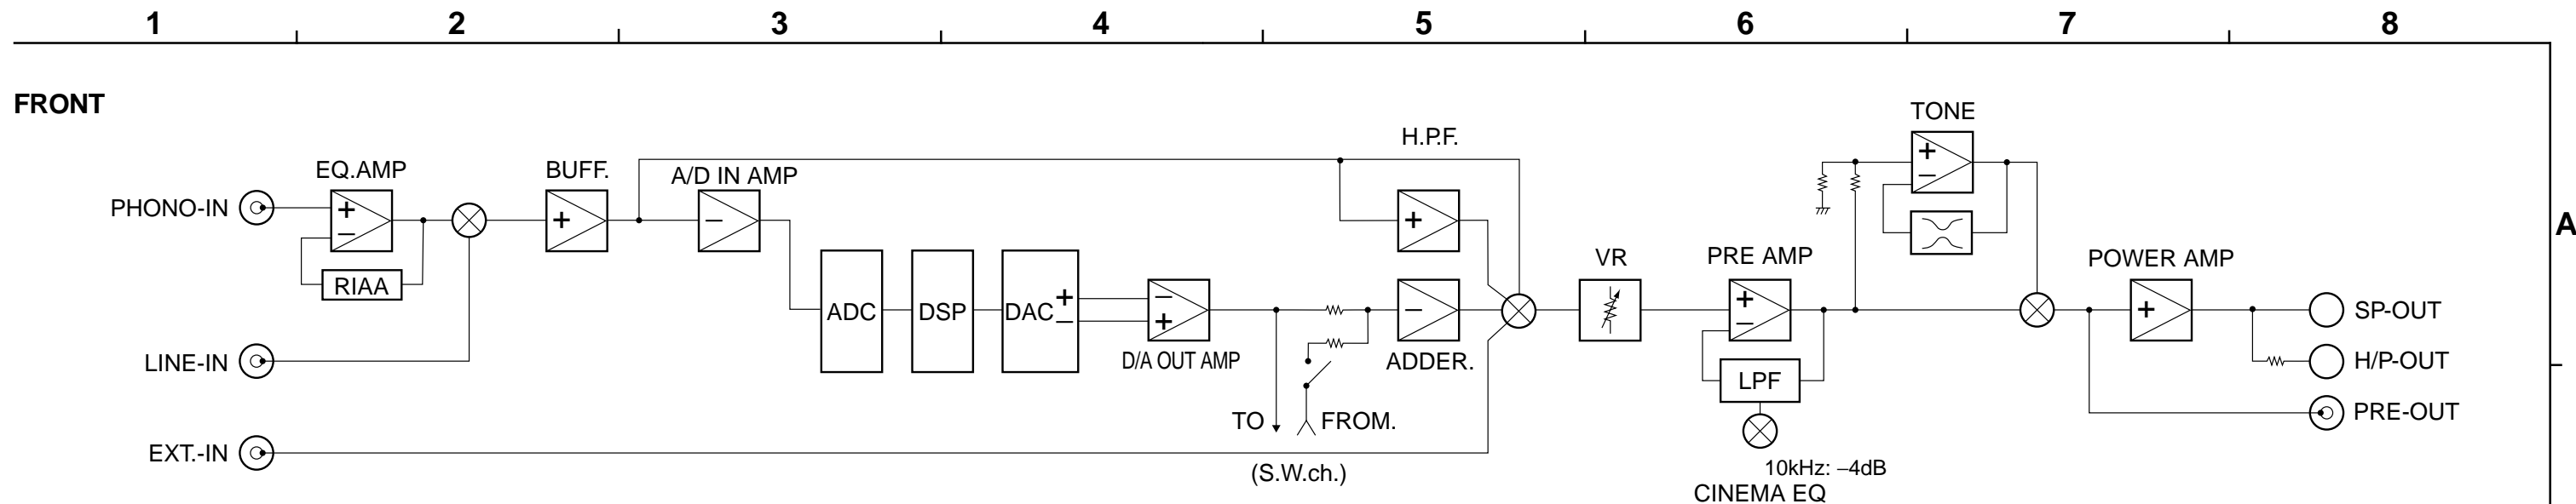 1 2 3 4 5 6 7 8
FRONT
TONE
H.P.F.
EQ.AMP
BUFF.
A/D IN AMP
PHONO-IN
+
−
+
−
+
+
−
A
RIAA
VR
PRE AMP
POWER AMP
ADC
DSP
DAC
+
−
−
+
−
+
−
+
SP-OUT
LINE-IN
D/A OUT AMP
ADDER.
H/P-OUT
LPF
TO
FROM.
PRE-OUT
EXT.-IN
(S.W.ch.)
10kHz: −4dB
CINEMA EQ